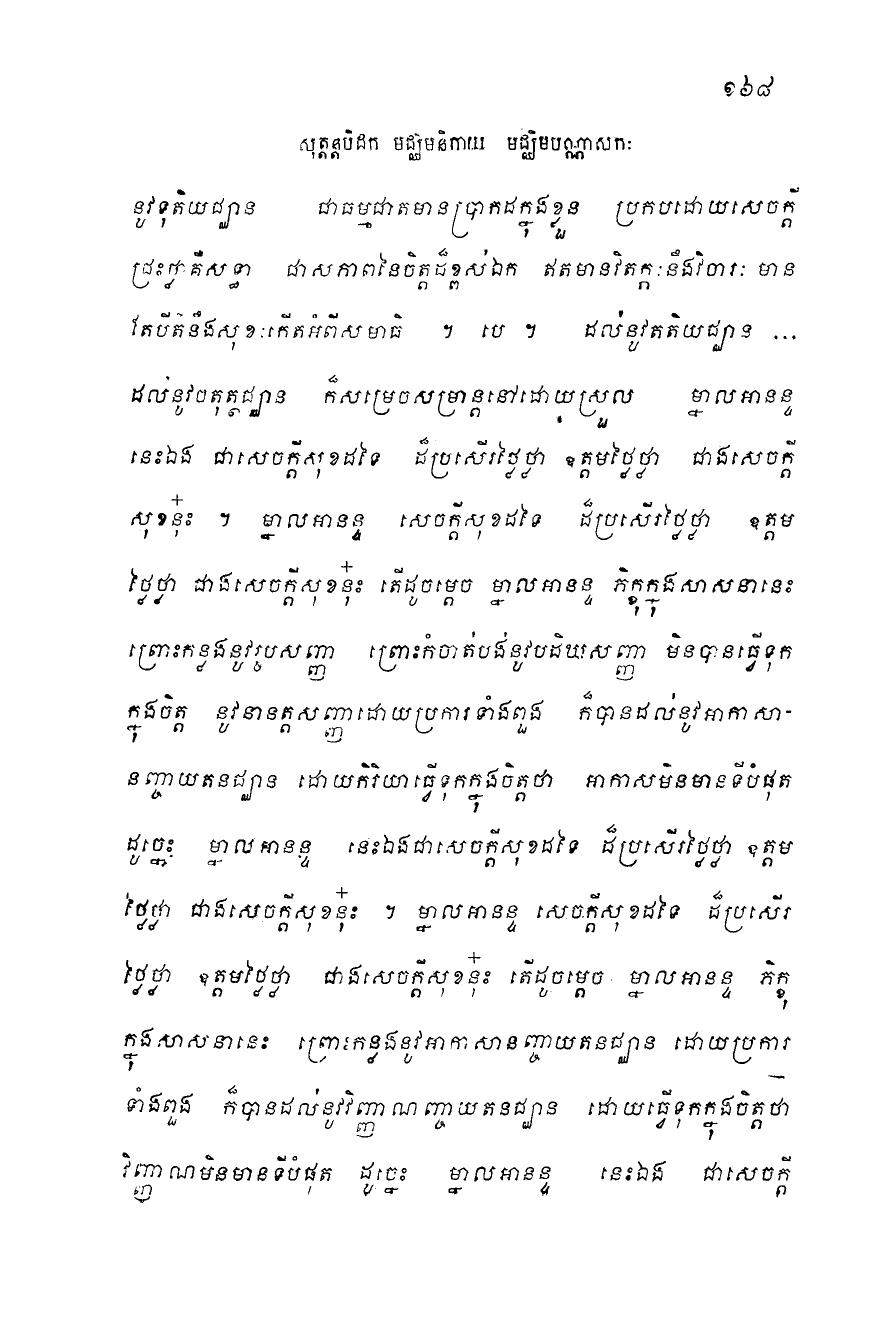 ១៦៨
សុត្តន្តបិដក មជ្ឈិមនិកាយ មជ្ឈិមបណ្ណាសកៈ
នូវទុតិយជ្ឈាន ជាធម្មជាតមានប្រាកដក្នុងខ្លួន ប្រកបដោយសេចក្តី
ជ្រះថ្លាគឺសទ្ធា ជាសភាពនៃចិត្តដ៏ខ្ពស់ឯក ឥតមានវិតក្កៈនឹងវិចារៈ មាន
តែបីតិនឹងសុខៈកើតអំពីសមាធិ ។ បេ ។ ដល់នូវតតិយជ្ឈាន ...
ដល់នូវចតុត្ថជ្ឈាន ក៏សម្រេចសម្រាន្តនៅដោយស្រួល ម្នាលអានន្ទ
នេះឯង ជាសេចក្តីសុខដទៃ ដ៏ប្រសើរថ្លៃថ្លា ឧត្តមថ្លៃថ្លា ជាងសេចក្តី
សុខនុ៎ះ ។ ម្នាលអានន្ទ សេចក្តីសុខដទៃ ដ៏ប្រសើរថ្លៃថ្លា ឧត្តម
ថ្លៃថ្លា ជាងសេចក្តីសុខនុ៎ះ តើដូចម្តេច ម្នាលអានន្ទ ភិក្ខុក្នុងសាសនានេះ
ព្រោះកន្លងនូវរូបសញ្ញា ព្រោះកំចាត់បង់នូវបដិឃសញ្ញា មិនបានធ្វើទុក
ក្នុងចិត្ត នូវនានត្តសញ្ញាដោយប្រការទាំងពួង ក៏បានដល់នូវអាកាសា-
នញ្ចាយតនជ្ឈាន ដោយកិរិយាធ្វើទុកក្នុងចិត្តថា អាកាសមិនមានទីបំផុត
ដូច្នេះ ម្នាលអានន្ទ នេះឯងជាសេចក្តីសុខដទៃ ដ៏ប្រសើរថ្លៃថ្លា ឧត្តម
ថ្លៃថ្លា ជាងសេចក្តីសុខនុ៎ះ ។ ម្នាលអានន្ទ សេចក្តីសុខដទៃ ដ៏ប្រសើរ
ថ្លៃថ្លា ឧត្តមថ្លៃថ្លា ជាងសេចក្តីសុខនុ៎ះ តើដូចម្តេច ម្នាលអានន្ទ ភិក្ខុ
ក្នុងសាសនានេះ ព្រោះកន្លងនូវអាកាសានញ្ចាយតនជ្ឈាន ដោយប្រការ
ទាំងពួង ក៏បានដល់នូវវិញ្ញាណញ្ចាយតនជ្ឈាន ដោយធ្វើទុកក្នុងចិត្តថា
វិញ្ញាណមិនមានទីបំផុត ដូច្នេះ ម្នាលអានន្ទ នេះឯង ជាសេចក្តី